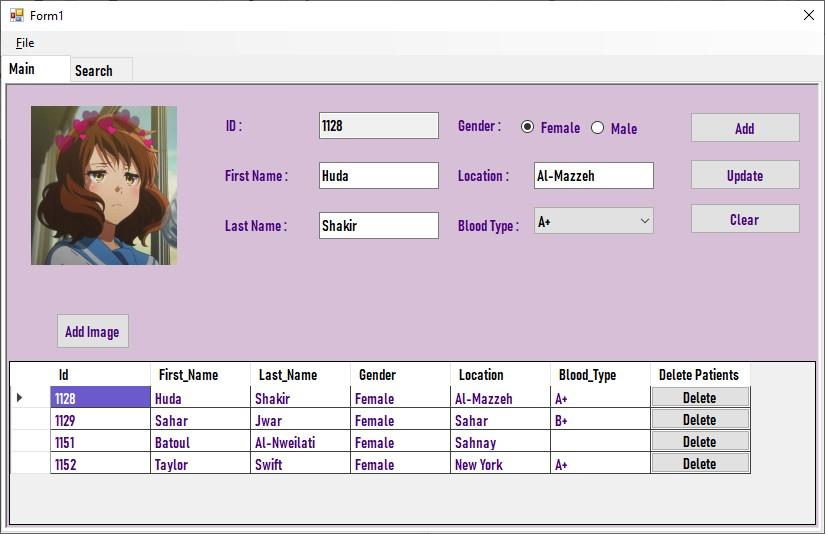 Form1
File
Main Search
ID : 1128 Gender : Female Male Add
First Name : Huda Location : Al-Mazzeh Update
Last Name : Shakir Blood Type : A+ Clear
Add Image
Id First_Name Last_Name Gender Location Blood_Type Delete Patients
1128 Huda Shakir Female Al-Mazzeh A+ Delete
1129 Sahar Jwar Female Sahar B+ Delete
1151 Batoul Al-Nweilati Female Sahnay Delete
1152 Taylor Swift Female New York A+ Delete